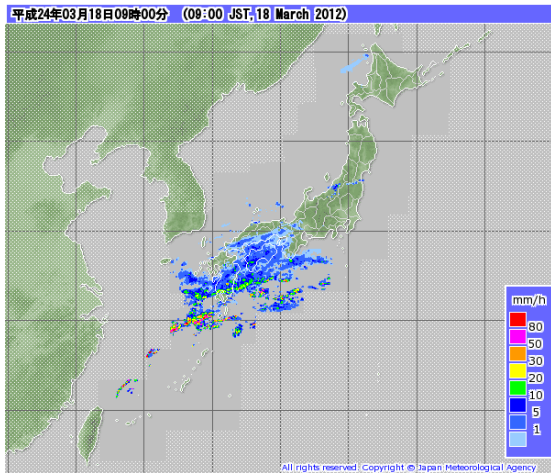 平成24年03月18日09時00分 (09:00 JST,18 March 2012)
mm/h
80
50
30
20
10
5
1
All rights reserved. Copyright © Japan Meteorological Agency